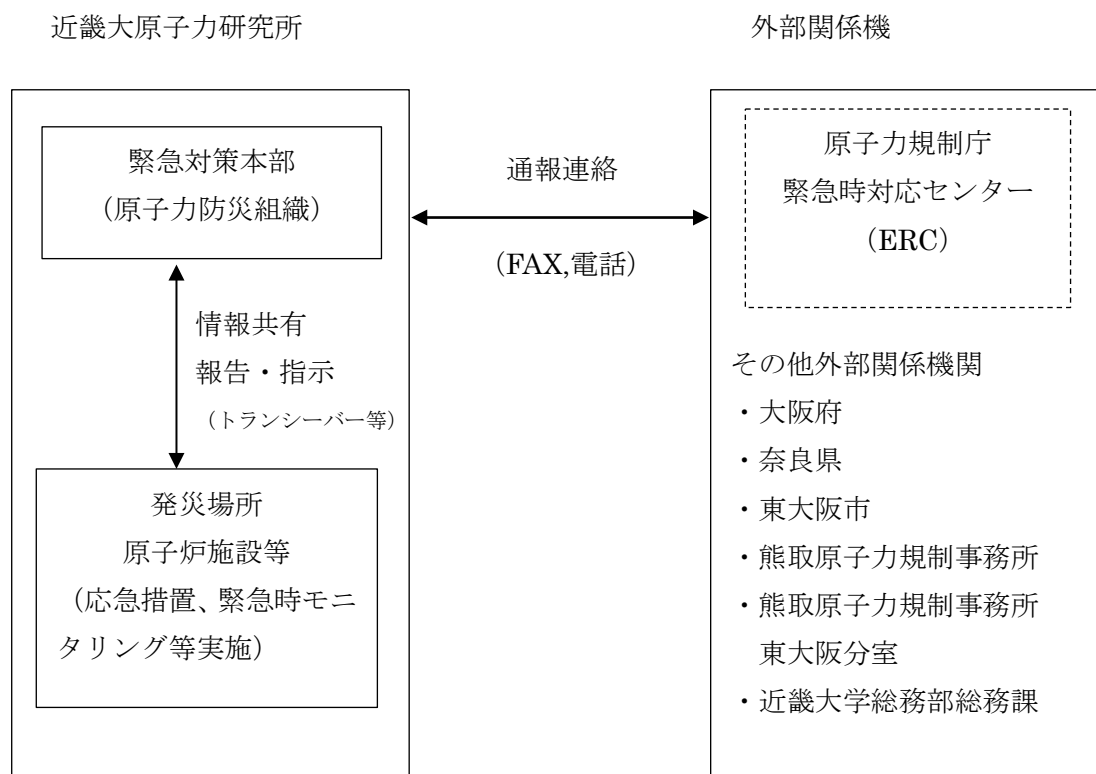 近畿大原子力研究所
外部関係機
緊急対策本部
（原子力防災組織）
情報共有
報告・指示
（トランシーバー等）
発災場所
原子炉施設等
（応急措置、緊急時モニ
タリング等実施）
通報連絡
（FAX,電話）
原子力規制庁
緊急時対応センター
（ERC）
その他外部関係機関
・大阪府
・奈良県
・東大阪市
・熊取原子力規制事務所
・熊取原子力規制事務所
東大阪分室
・近畿大学総務部総務課